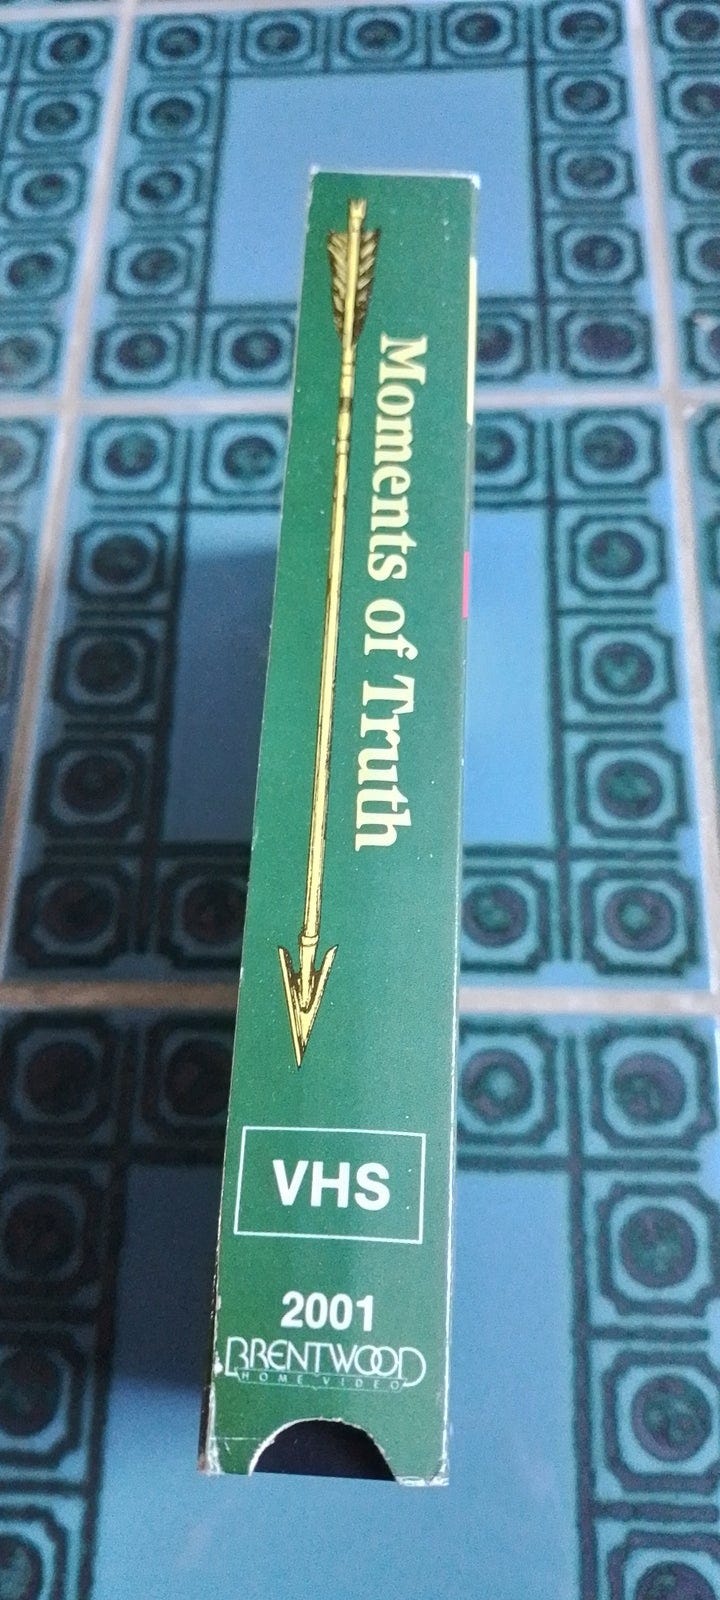 Moments of Truth
VHS
2001
BRENTWOOD
HOME VIDEO